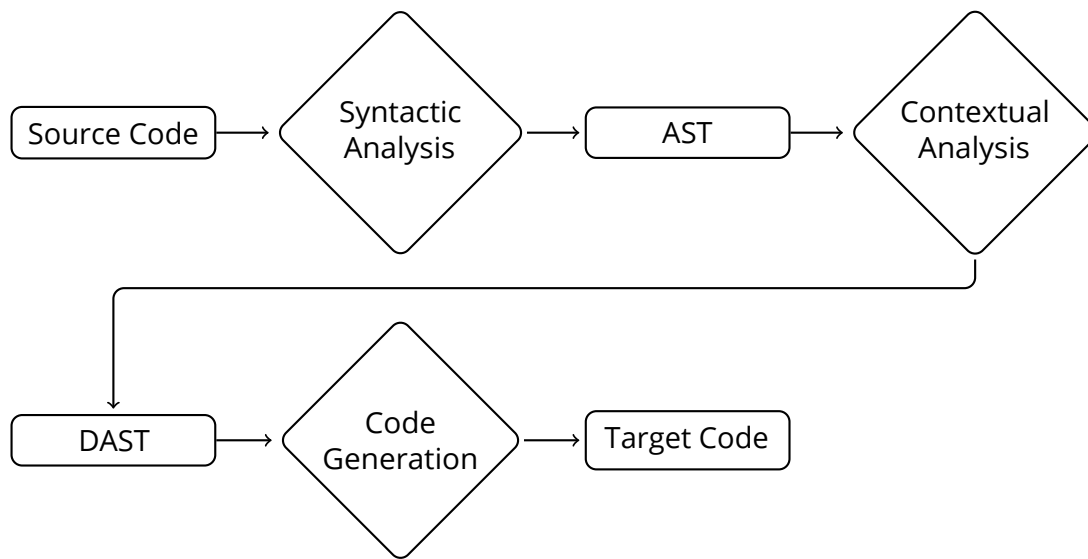 Source Code
Syntactic
Analysis
AST
Contextual
Analysis
DAST
Code
Generation
Target Code